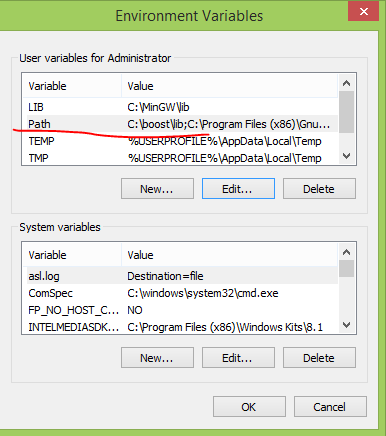 Environment Variables
User variables for Administrator
Variable Value
LIB C:\MinGW\lib
Path C:\boost\lib;C:\Program Files (x86)\Gnu...
TEMP %USERPROFILE%\AppData\Local\Temp
TMP %USERPROFILE%\AppData\Local\Temp
New... Edit... Delete
System variables
Variable Value
asl.log Destination=file
ComSpec C:\windows\system32\cmd.exe
FP_NO_HOST_C... NO
INTELMEDIASDK... C:\Program Files (x86)\Windows Kits\8.1
New... Edit... Delete
OK Cancel